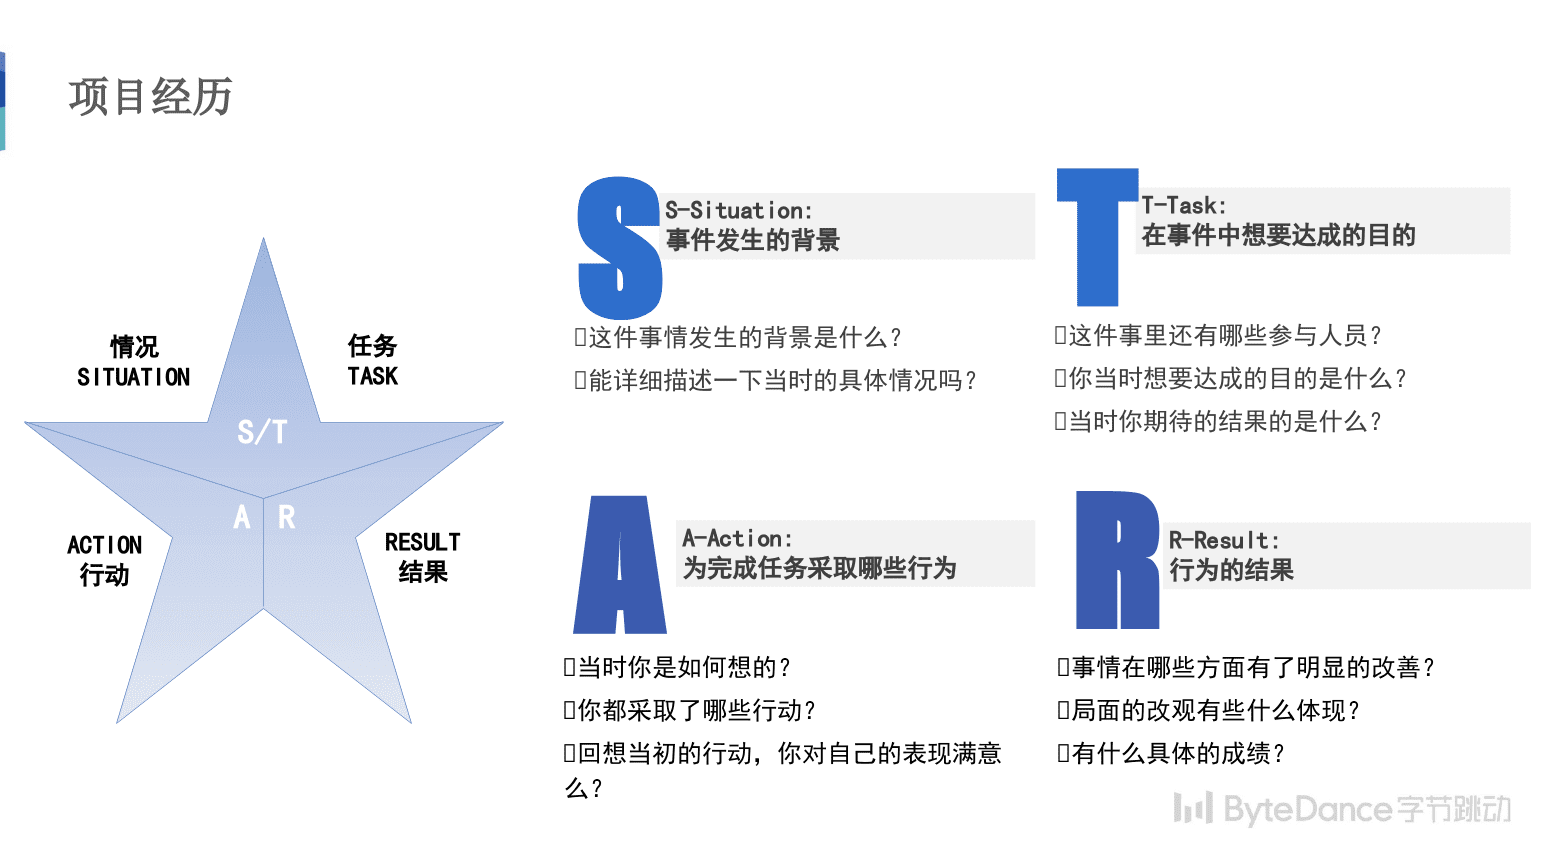 项目经历
情况
SITUATION
任务
TASK
S/T
A R
ACTION
行动
RESULT
结果
S
S-Situation:
事件发生的背景
这件事情发生的背景是什么?
能详细描述一下当时的具体情况吗?
T
T-Task:
在事件中想要达成的目的
这件事里还有哪些参与人员?
你当时想要达成的目的是什么?
当时你期待的结果的是什么?
A
A-Action:
为完成任务采取哪些行为
当时你是如何想的?
你都采取了哪些行动?
回想当初的行动，你对自己的表现满意
么?
R
R-Result:
行为的结果
事情在哪些方面有了明显的改善?
局面的改观有些什么体现?
有什么具体的成绩?
ByteDance字节跳动